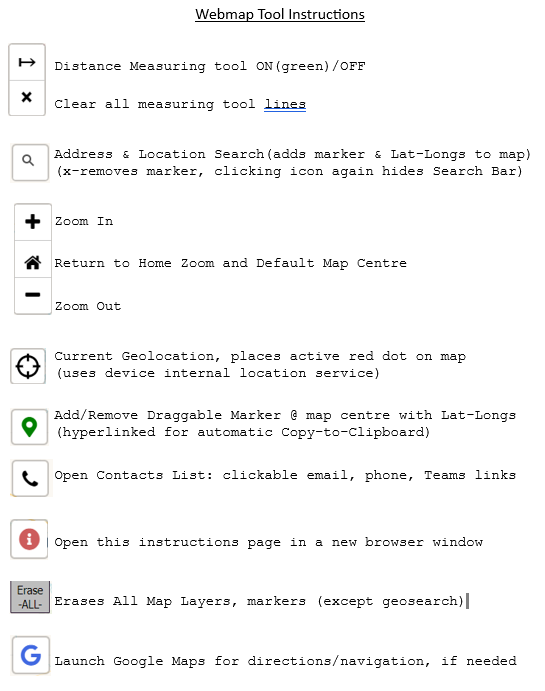 Webmap Tool Instructions
Distance Measuring tool ON(green)/OFF
Clear all measuring tool lines
Address & Location Search(adds marker & Lat-Longs to map)
(x-removes marker, clicking icon again hides Search Bar)
Zoom In
Return to Home Zoom and Default Map Centre
Zoom Out
Current Geolocation, places active red dot on map
(uses device internal location service)
Add/Remove Draggable Marker @ map centre with Lat-Longs
(hyperlinked for automatic Copy-to-Clipboard)
Open Contacts List: clickable email, phone, Teams links
Open this instructions page in a new browser window
Erase
-ALL-
Erases All Map Layers, markers (except geosearch)
G
Launch Google Maps for directions/navigation, if needed